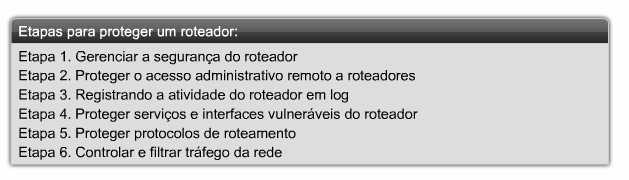 Etapas para proteger um roteador:
Etapa 1. Gerenciar a segurança do roteador
Etapa 2. Proteger o acesso administrativo remoto a roteadores
Etapa 3. Registrando a atividade do roteador em log
Etapa 4. Proteger serviços e interfaces vulneráveis do roteador
Etapa 5. Proteger protocolos de roteamento
Etapa 6. Controlar e filtrar tráfego da rede